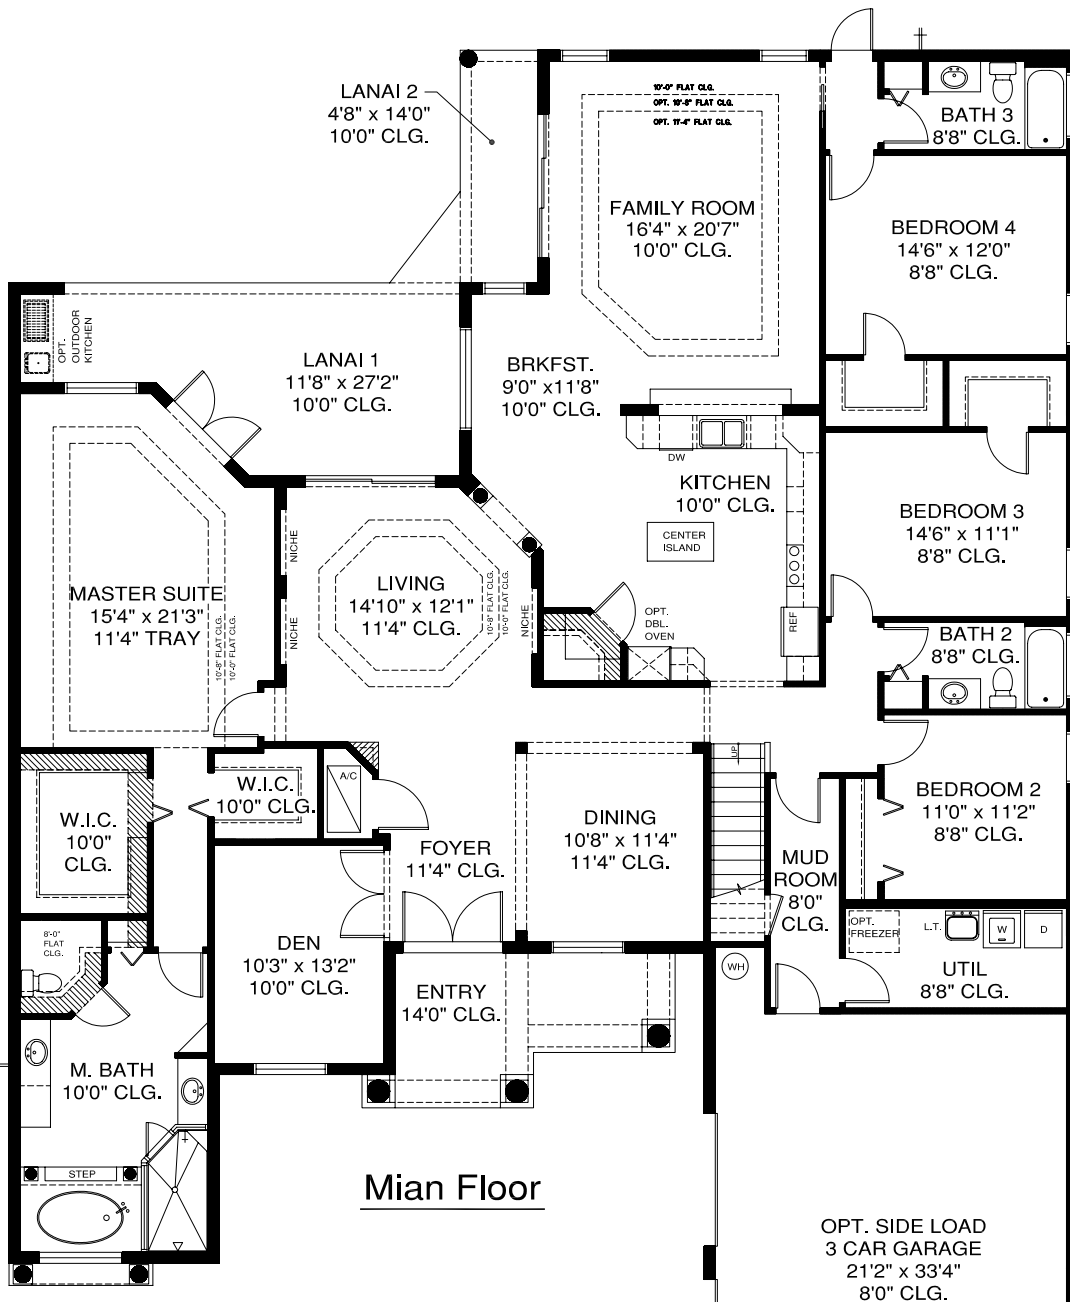 LANAI 2
4'8" x 14'0"
10'0" CLG.
10'-0" FLAT CLG.
OPT. 10'-8" FLAT CLG.
OPT. 11'-4" FLAT CLG.
BATH 3
8'8" CLG.
FAMILY ROOM
16'4" x 20'7"
10'0" CLG.
BEDROOM 4
14'6" x 12'0"
8'8" CLG.
OPT.
OUTDOOR
KITCHEN
LANAI 1
11'8" x 27'2"
10'0" CLG.
BRKFST.
9'0" x11'8"
10'0" CLG.
DW
KITCHEN
10'0" CLG.
CENTER
ISLAND
BEDROOM 3
14'6" x 11'1"
8'8" CLG.
NICHE
NICHE
LIVING
14'10" x 12'1"
11'4" CLG.
10'-8" FLAT CLG.
10'-0" FLAT CLG.
NICHE
MASTER SUITE
15'4" x 21'3"
11'4" TRAY
10'-8" FLAT CLG.
10'-0" FLAT CLG.
OPT.
DBL.
OVEN
REF
BATH 2
8'8" CLG.
UP
A/C
W.I.C.
10'0" CLG.
W.I.C.
10'0"
CLG.
DINING
10'8" x 11'4"
11'4" CLG.
FOYER
11'4" CLG.
BEDROOM 2
11'0" x 11'2"
8'8" CLG.
MUD
ROOM
8'0"
CLG.
8'-0"
FLAT
CLG.
DEN
10'3" x 13'2"
10'0" CLG.
OPT.
FREEZER
L.T.
W
D
UTIL
8'8" CLG.
WH
ENTRY
14'0" CLG.
M. BATH
10'0" CLG.
STEP
Mian Floor
OPT. SIDE LOAD
3 CAR GARAGE
21'2" x 33'4"
8'0" CLG.